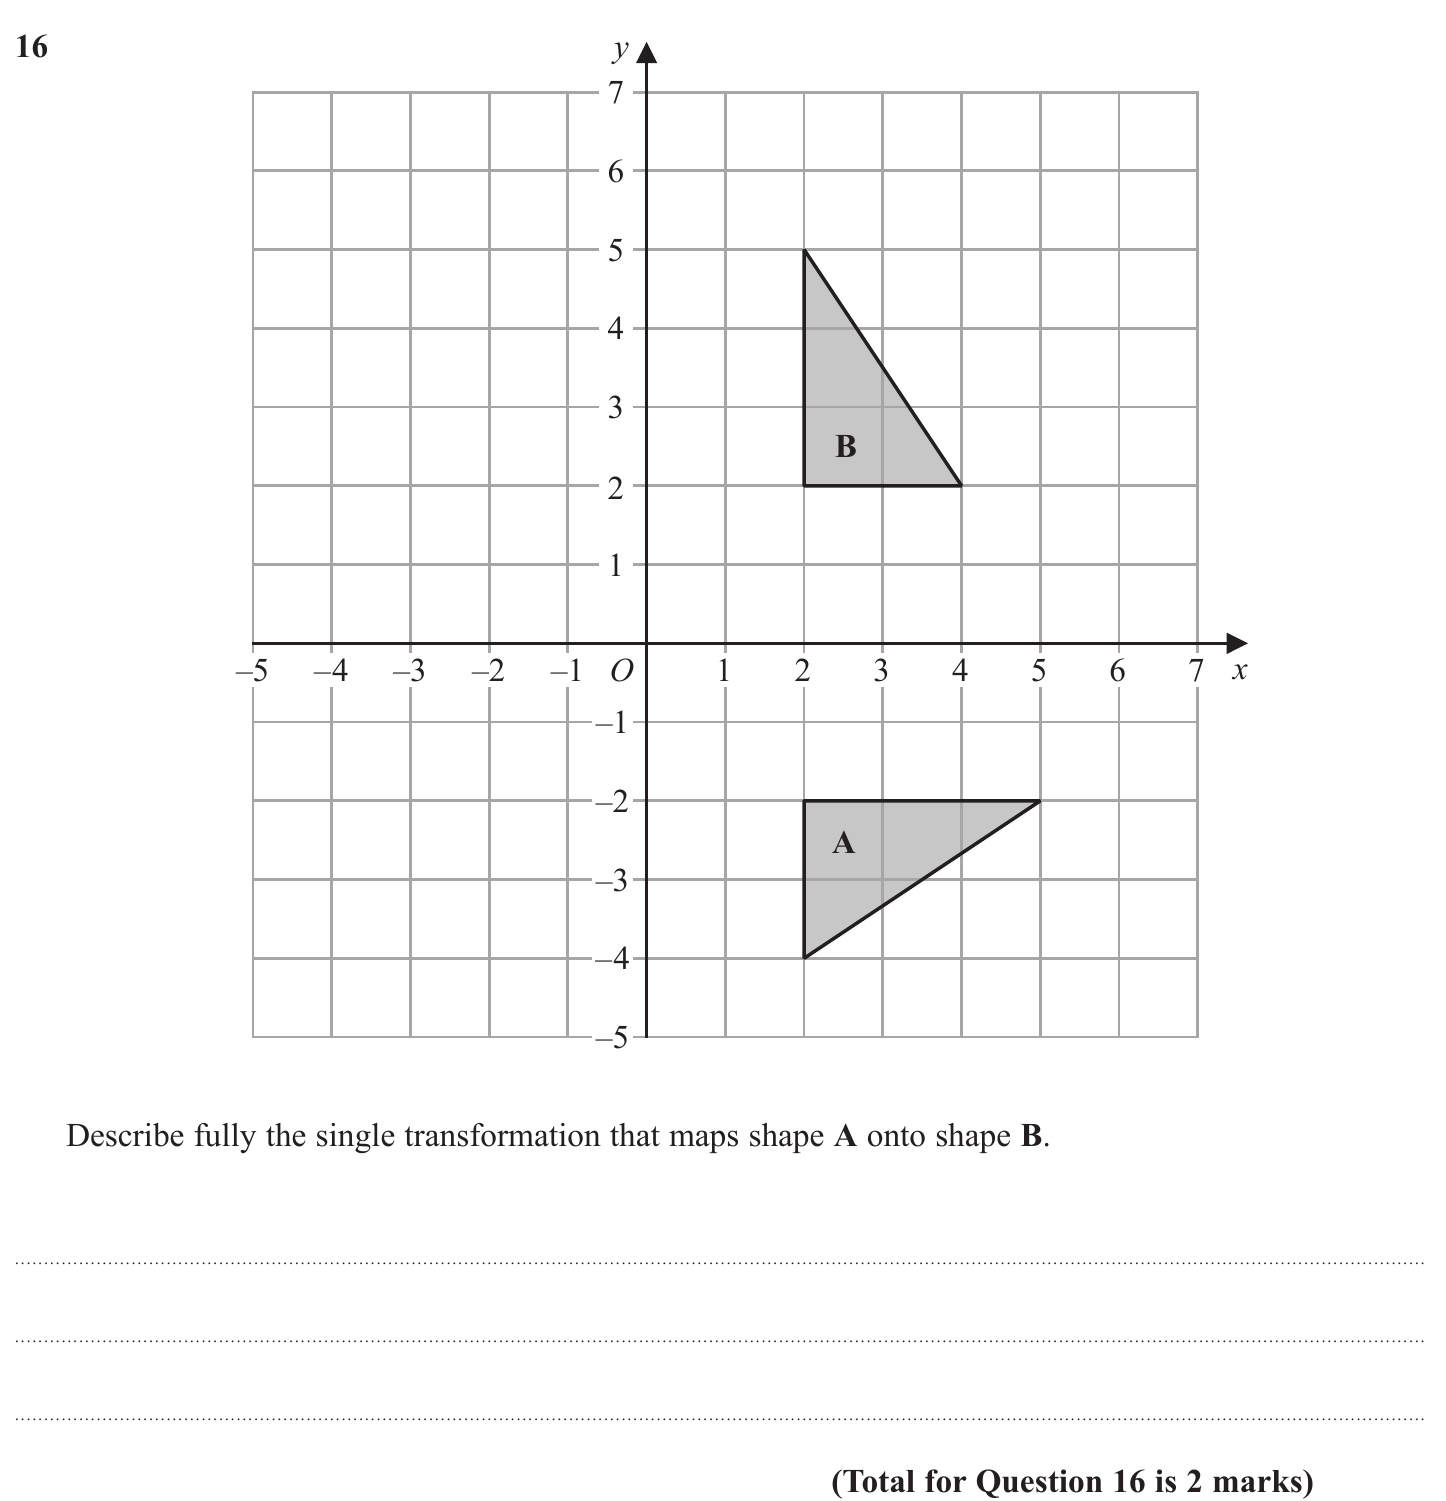 16
y
7
6
5
4
3
B
2
1
–5 –4 –3 –2 –1 O 1 2 3 4 5 6 7 x
–1
–2
A
–3
–4
–5
Describe fully the single transformation that maps shape A onto shape B.
(Total for Question 16 is 2 marks)